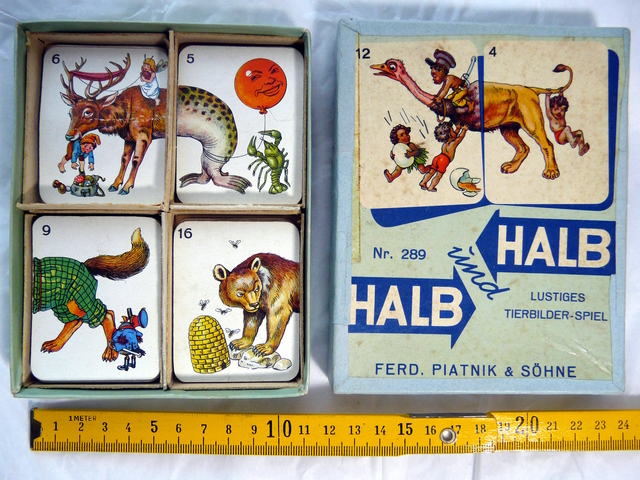 6
5
9
16
12
4
HALB
Nr. 289
und
HALB
LUSTIGES
TIERBILDER-SPIEL
FERD. PIATNIK & SÖHNE
1 METER
1 2 3 4 5 6 7 8 9 10 11 12 13 14 15 16 17 18 19 20 21 22 23 24